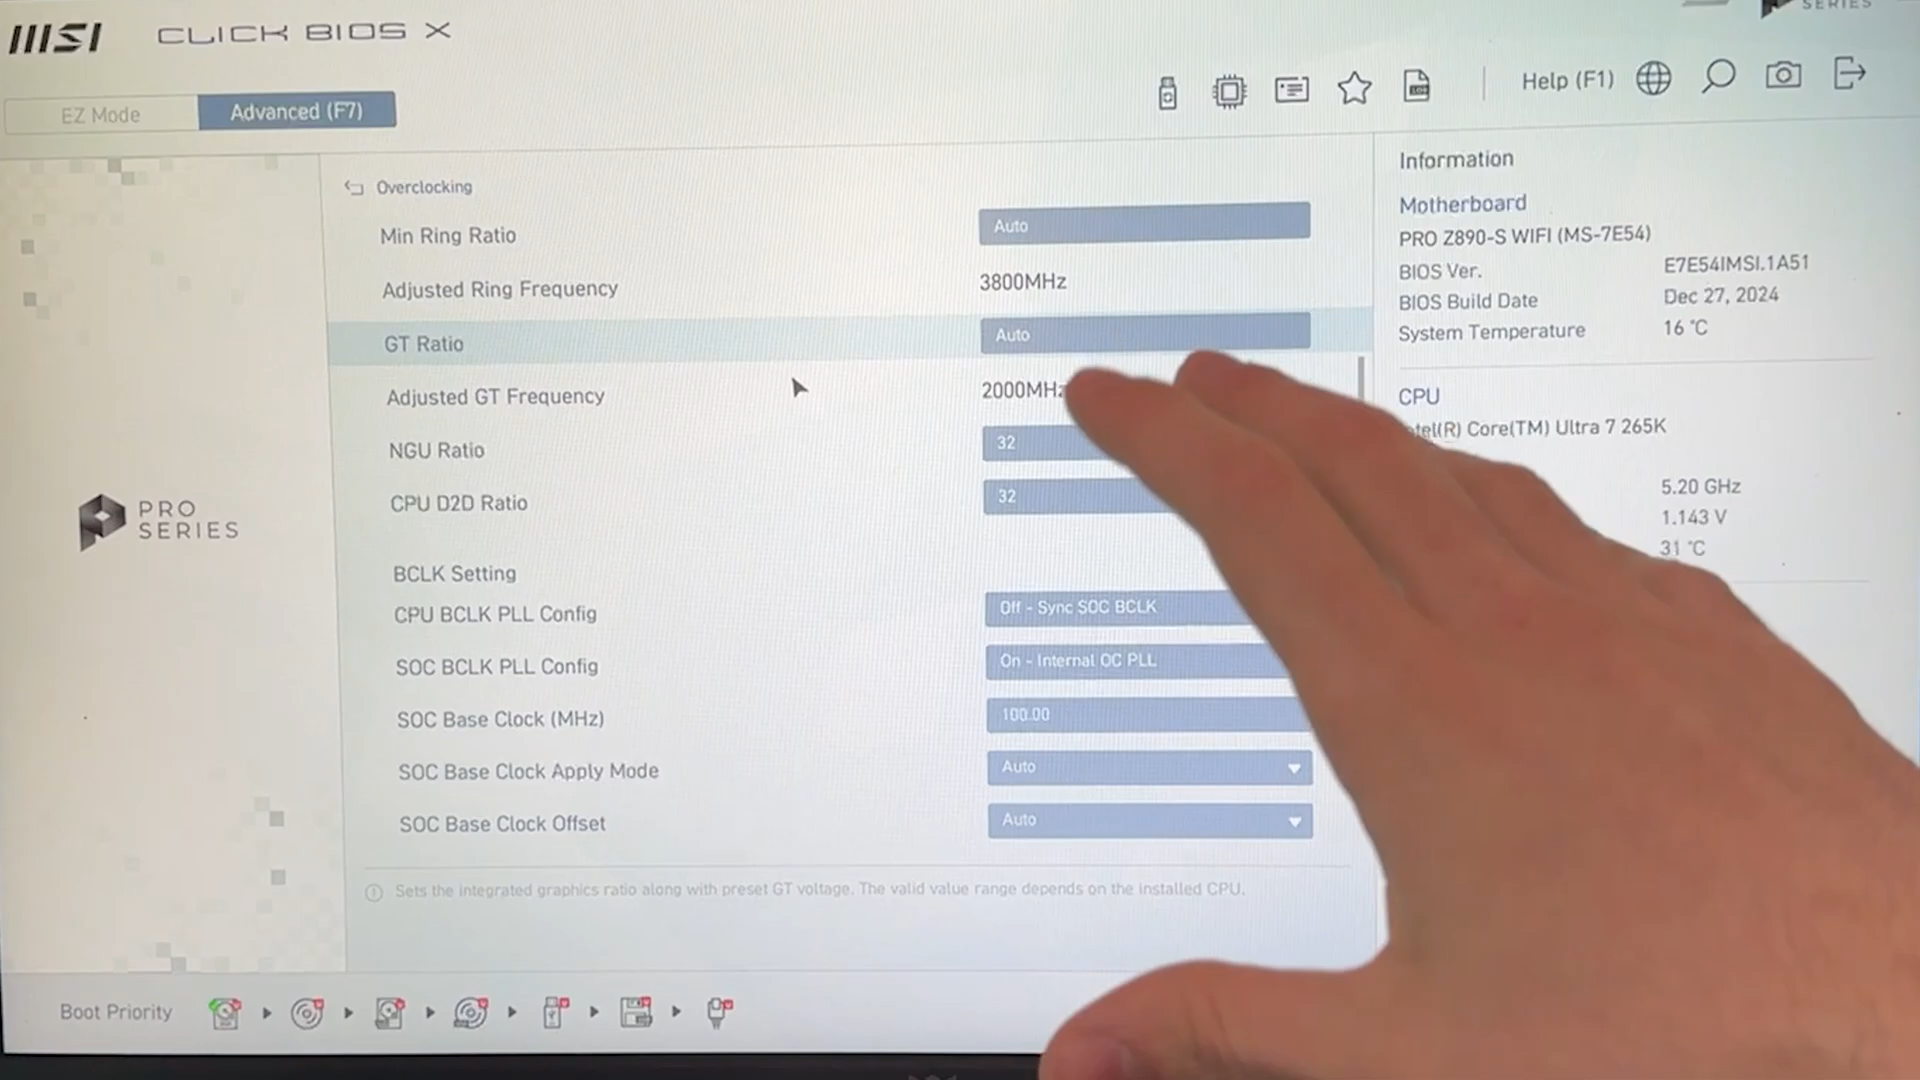 SERIES
msi CLICK BIOS X
EZ Mode Advanced (F7)
Help (F1)
Overclocking
Min Ring Ratio Auto
Adjusted Ring Frequency 3800MHz
GT Ratio Auto
Adjusted GT Frequency 2000MHz
NGU Ratio 32
CPU D2D Ratio 32
BCLK Setting
CPU BCLK PLL Config Off - Sync SOC BCLK
SOC BCLK PLL Config On - Internal OC PLL
SOC Base Clock (MHz) 100.00
SOC Base Clock Apply Mode Auto
SOC Base Clock Offset Auto
Sets the integrated graphics ratio along with preset GT voltage. The valid value range depends on the installed CPU.
PRO
SERIES
Information
Motherboard
PRO Z890-S WIFI (MS-7E54)
BIOS Ver. E7E54IMSI.1A51
BIOS Build Date Dec 27, 2024
System Temperature 16 °C
CPU
Intel(R) Core(TM) Ultra 7 265K
5.20 GHz
1.143 V
31 °C
Boot Priority